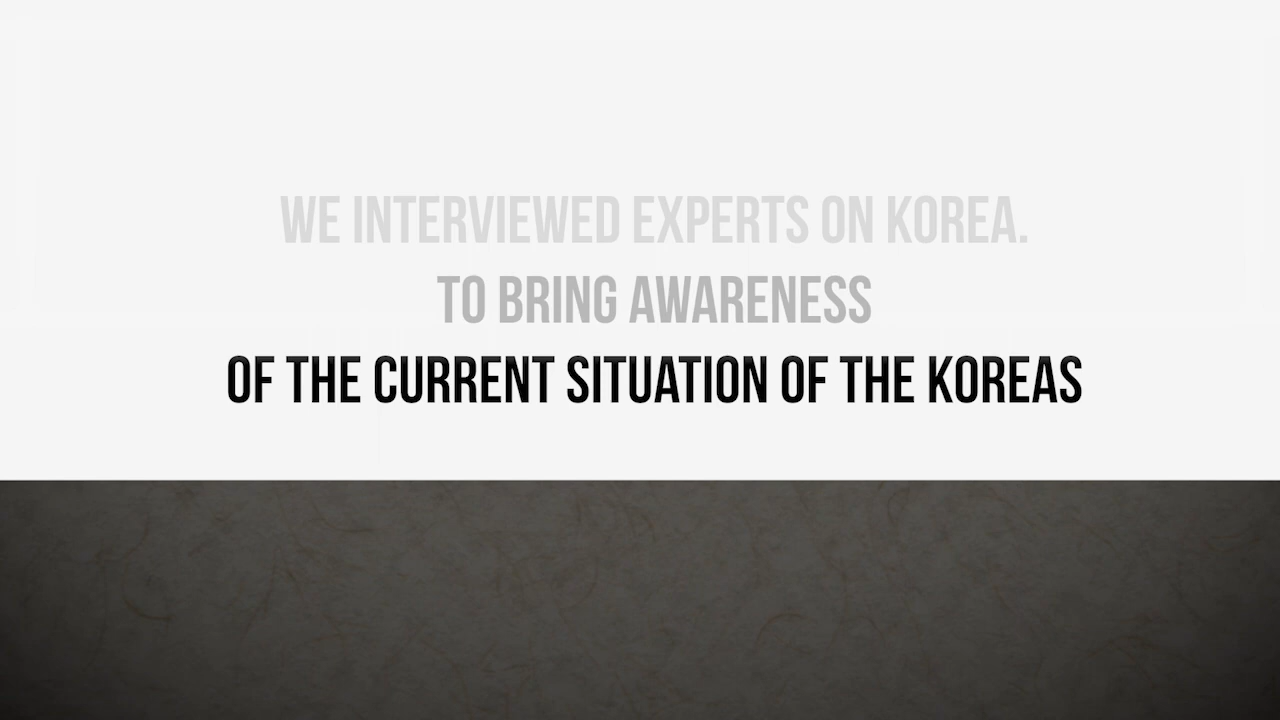 WE INTERVIEWED EXPERTS ON KOREA.
TO BRING AWARENESS
OF THE CURRENT SITUATION OF THE KOREAS